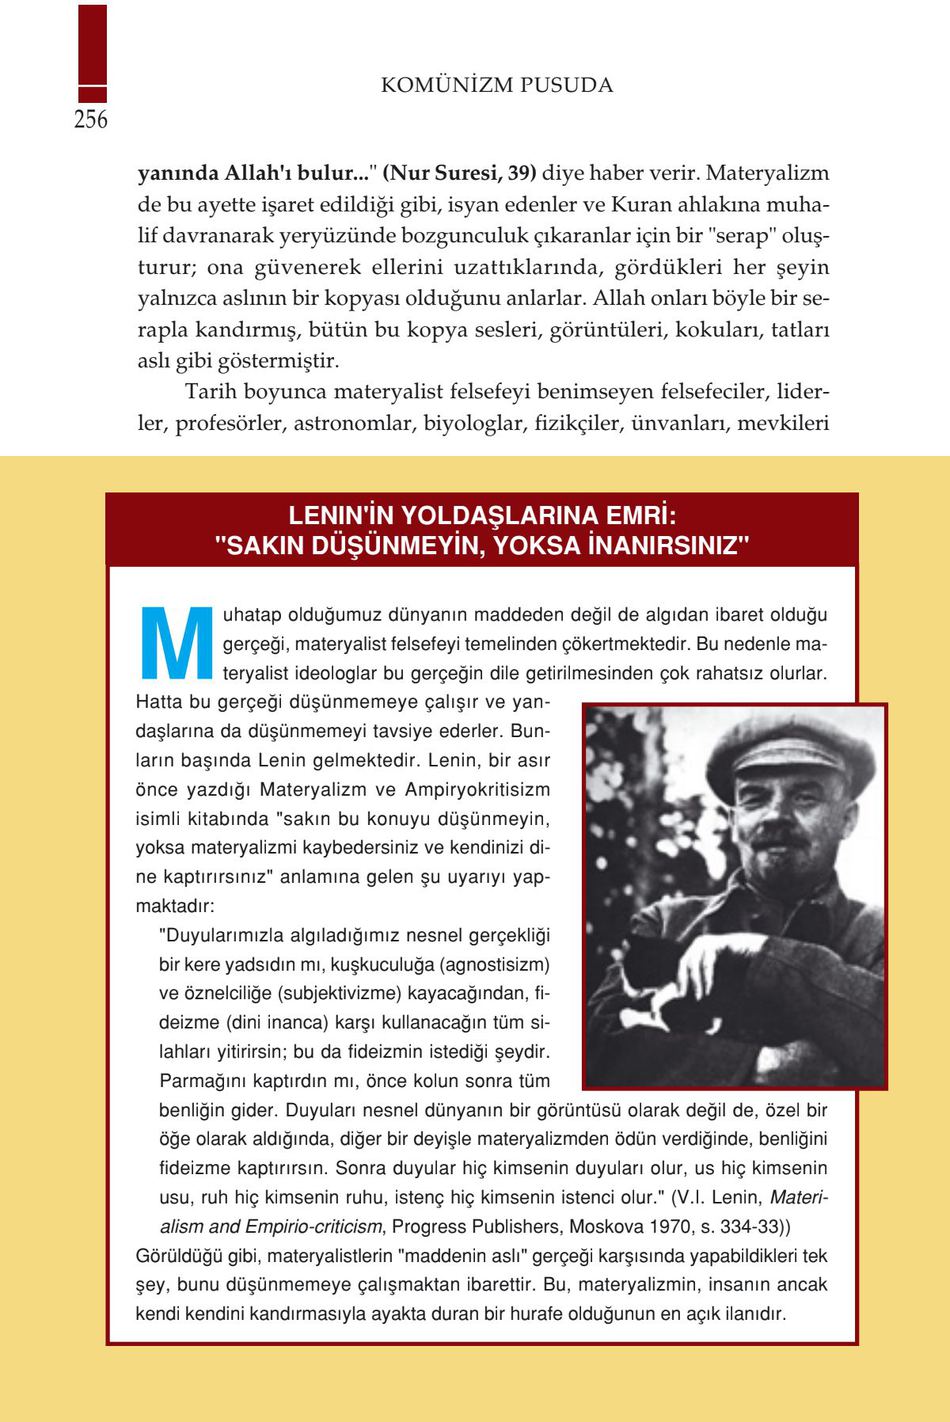 KOMÜNİZM PUSUDA
256
yanında Allah'ı bulur..." (Nur Suresi, 39) diye haber verir. Materyalizm
de bu ayette işaret edildiği gibi, isyan edenler ve Kuran ahlakına muha-
lif davranarak yeryüzünde bozgunculuk çıkaranlar için bir "serap" oluş-
turur; ona güvenerek ellerini uzattıklarında, gördükleri her şeyin
yalnızca aslının bir kopyası olduğunu anlarlar. Allah onları böyle bir se-
rapla kandırmış, bütün bu kopya sesleri, görüntüleri, kokuları, tatları
aslı gibi göstermiştir.
Tarih boyunca materyalist felsefeyi benimseyen felsefeciler, lider-
ler, profesörler, astronomlar, biyologlar, fizikçiler, ünvanları, mevkileri
LENIN'İN YOLDAŞLARINA EMRİ:
"SAKIN DÜŞÜNMEYİN, YOKSA İNANIRSINIZ"
Muhatap olduğumuz dünyanın maddeden değil de algıdan ibaret olduğu
gerçeği, materyalist felsefeyi temelinden çökertmektedir. Bu nedenle ma-
teryalist ideologlar bu gerçeğin dile getirilmesinden çok rahatsız olurlar.
Hatta bu gerçeği düşünmemeye çalışır ve yan-
daşlarına da düşünmemeyi tavsiye ederler. Bun-
ların başında Lenin gelmektedir. Lenin, bir asır
önce yazdığı Materyalizm ve Ampiryokritisizm
isimli kitabında "sakın bu konuyu düşünmeyin,
yoksa materyalizmi kaybedersiniz ve kendinizi di-
ne kaptırırsınız" anlamına gelen şu uyarıyı yap-
maktadır:
"Duyularımızla algıladığımız nesnel gerçekliği
bir kere yadsıdın mı, kuşkuculuğa (agnostisizm)
ve öznelciliğe (subjektivizme) kayacağından, fi-
deizme (dini inanca) karşı kullanacağın tüm si-
lahları yitirirsin; bu da fideizmin istediği şeydir.
Parmağını kaptırdın mı, önce kolun sonra tüm
benliğin gider. Duyuları nesnel dünyanın bir görüntüsü olarak değil de, özel bir
öğe olarak aldığında, diğer bir deyişle materyalizmden ödün verdiğinde, benliğini
fideizme kaptırırsın. Sonra duyular hiç kimsenin duyuları olur, us hiç kimsenin
usu, ruh hiç kimsenin ruhu, istenç hiç kimsenin istenci olur." (V.I. Lenin, Materi-
alism and Empirio-criticism, Progress Publishers, Moskova 1970, s. 334-33))
Görüldüğü gibi, materyalistlerin "maddenin aslı" gerçeği karşısında yapabildikleri tek
şey, bunu düşünmemeye çalışmaktan ibarettir. Bu, materyalizmin, insanın ancak
kendi kendini kandırmasıyla ayakta duran bir hurafe olduğunun en açık ilanıdır.